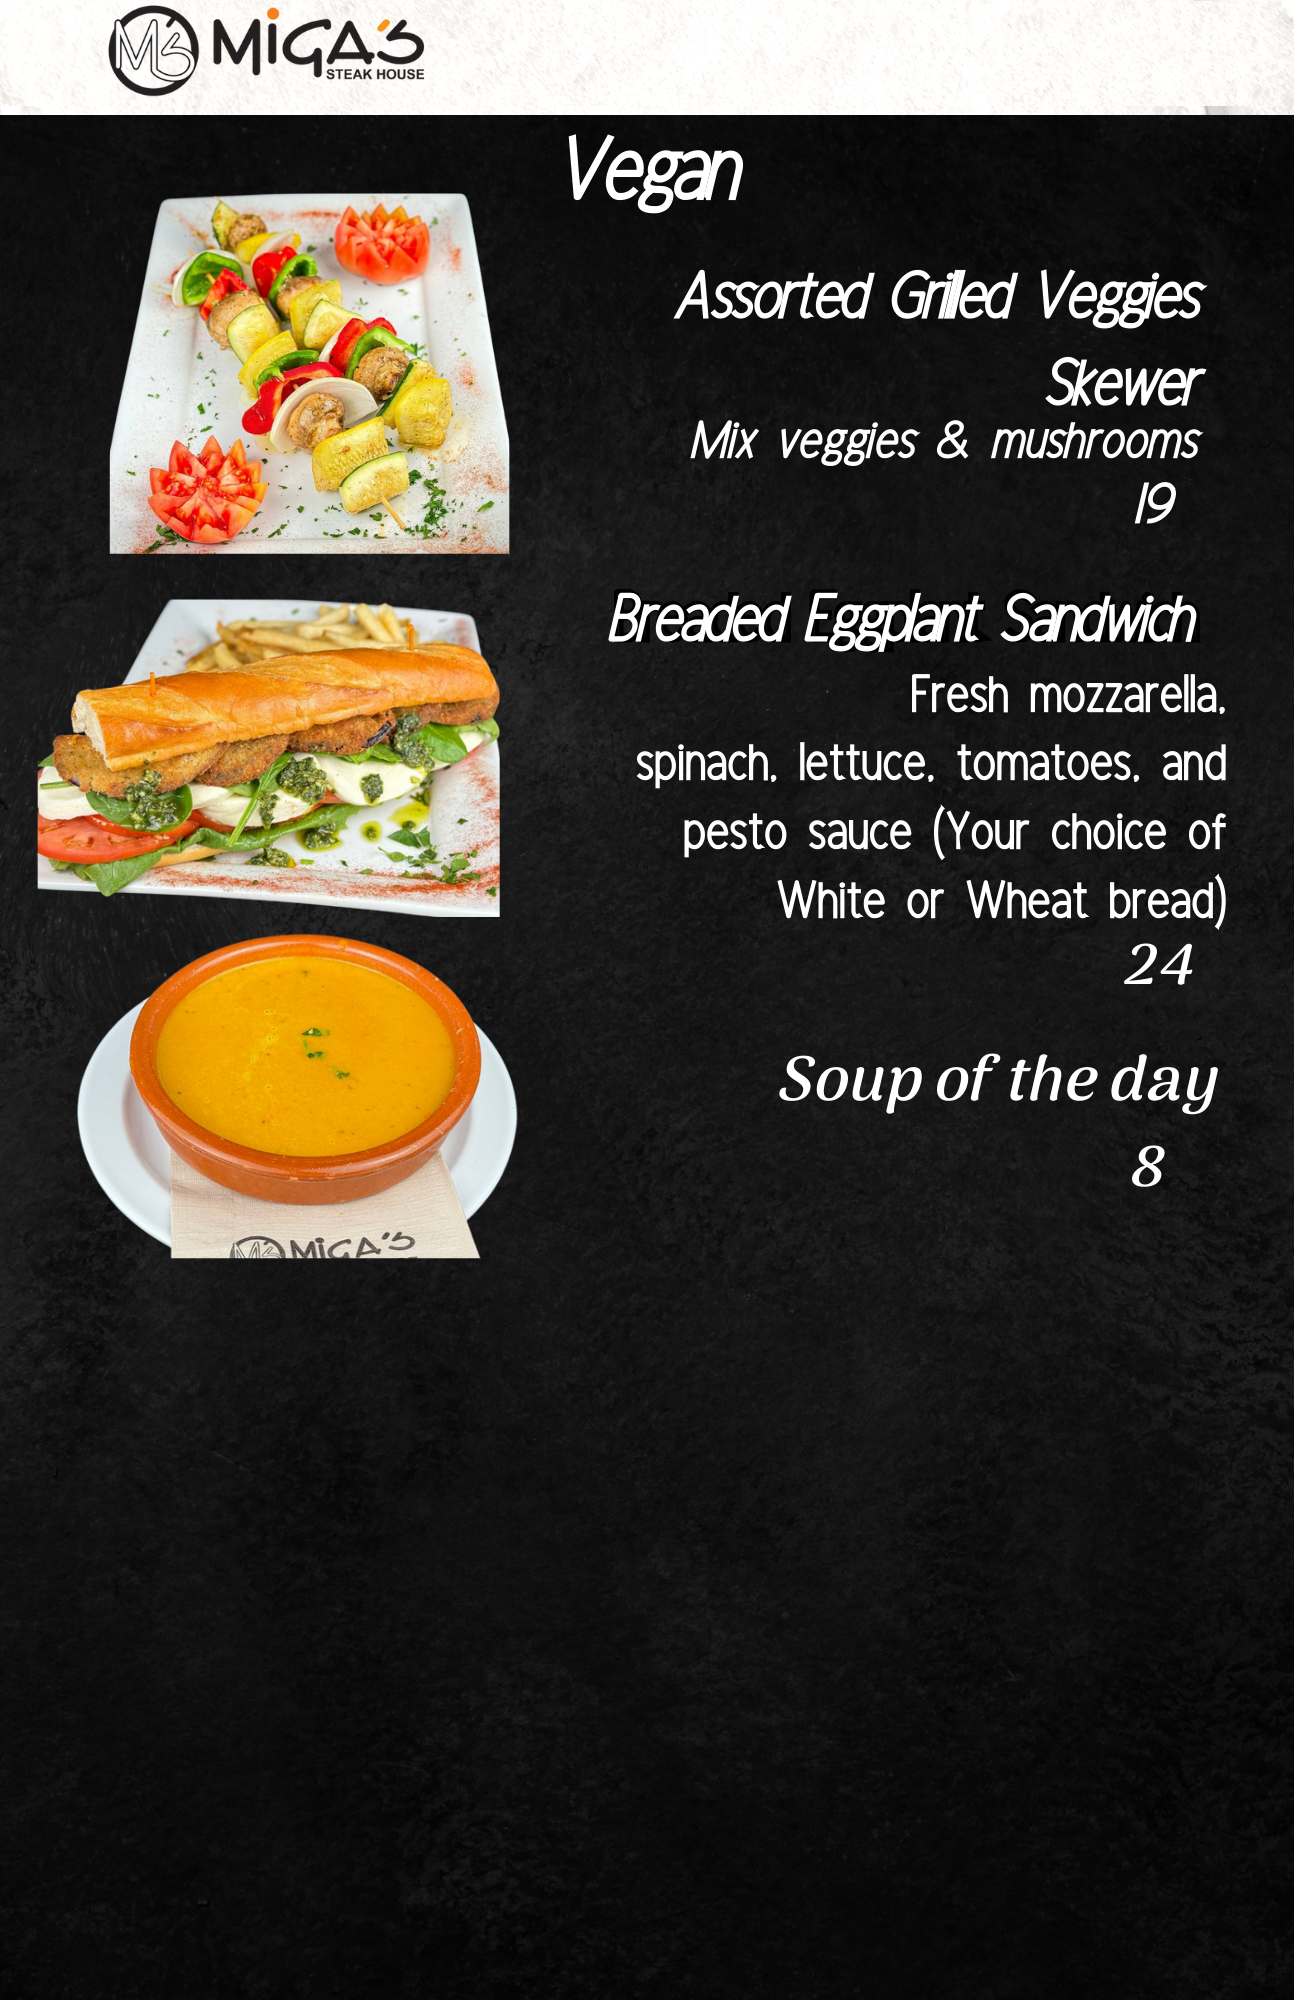 MiGA'S
STEAK HOUSE
Vegan
Assorted Grilled Veggies
Skewer
Mix veggies & mushrooms
19
Breaded Eggplant Sandwich
Fresh mozzarella,
spinach, lettuce, tomatoes, and
pesto sauce (Your choice of
White or Wheat bread)
24
Soup of the day
8
MiGA'S